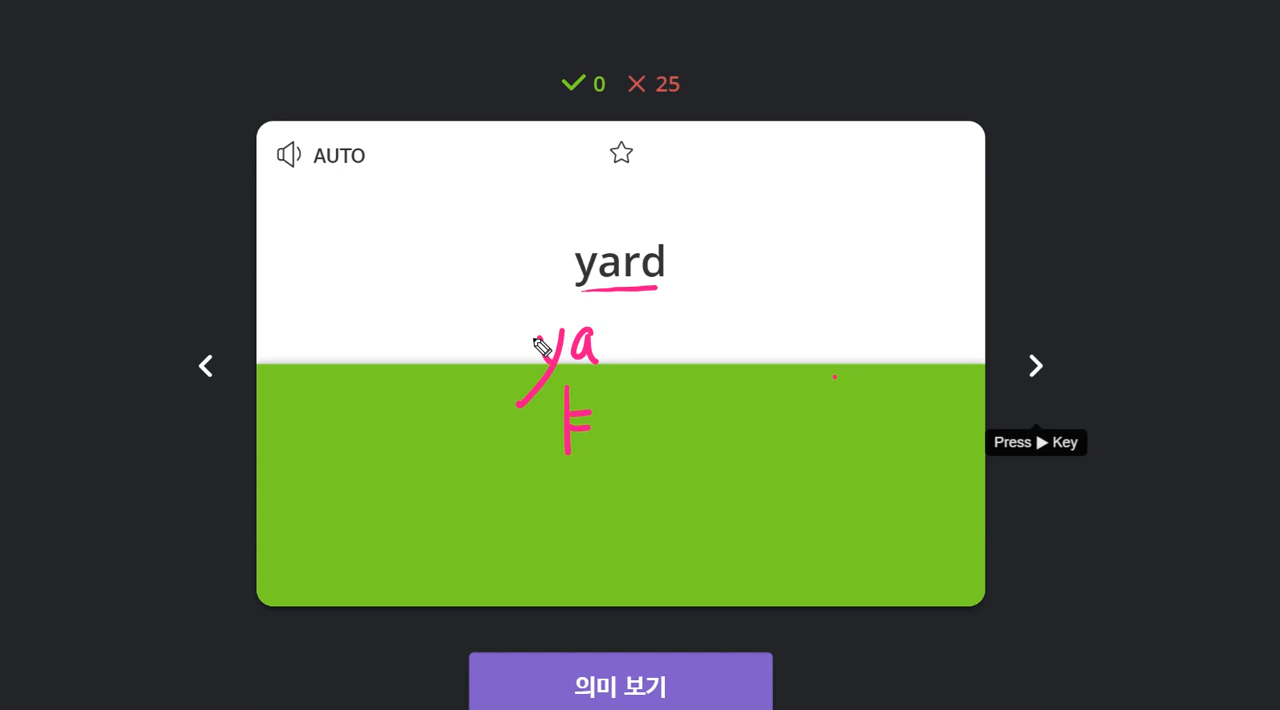 0 25
AUTO
yard
ya
ㅑ
Press ▶ Key
의미 보기